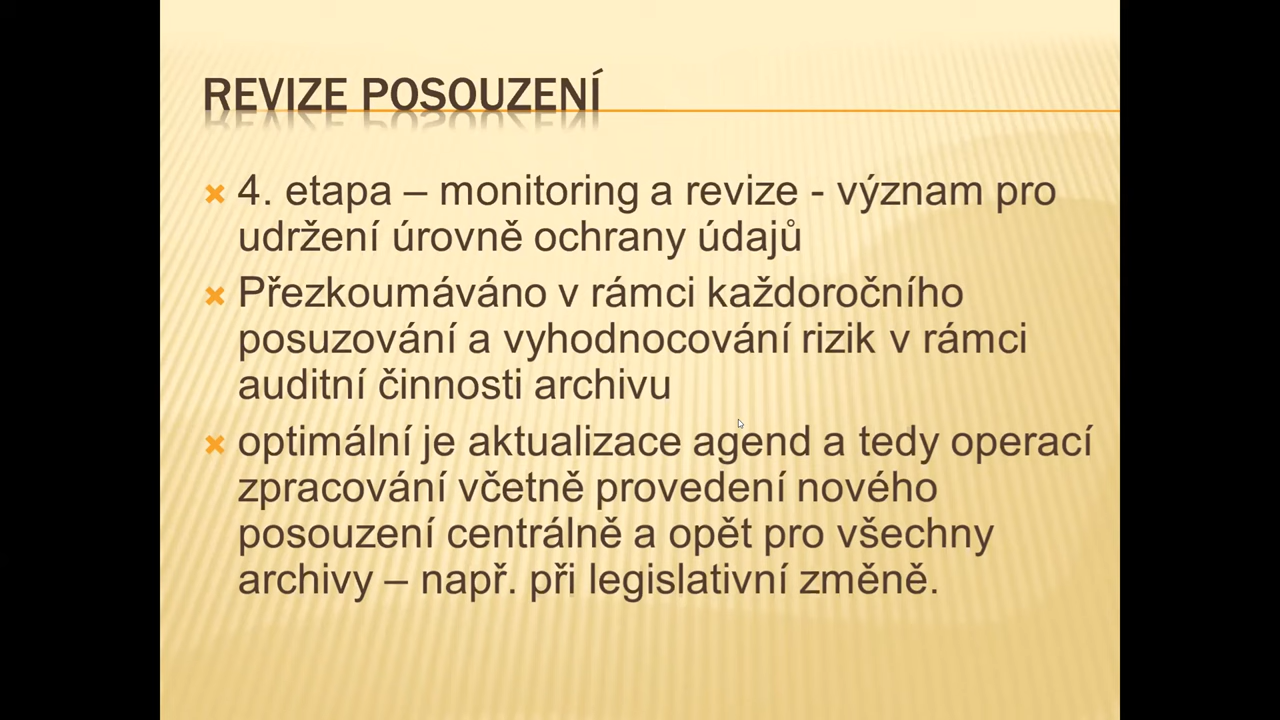 REVIZE POSOUZENÍ
4. etapa – monitoring a revize - význam pro
udržení úrovně ochrany údajů
Přezkoumáváno v rámci každoročního
posuzování a vyhodnocování rizik v rámci
auditní činnosti archivu
optimální je aktualizace agend a tedy operací
zpracování včetně provedení nového
posouzení centrálně a opět pro všechny
archivy – např. při legislativní změně.